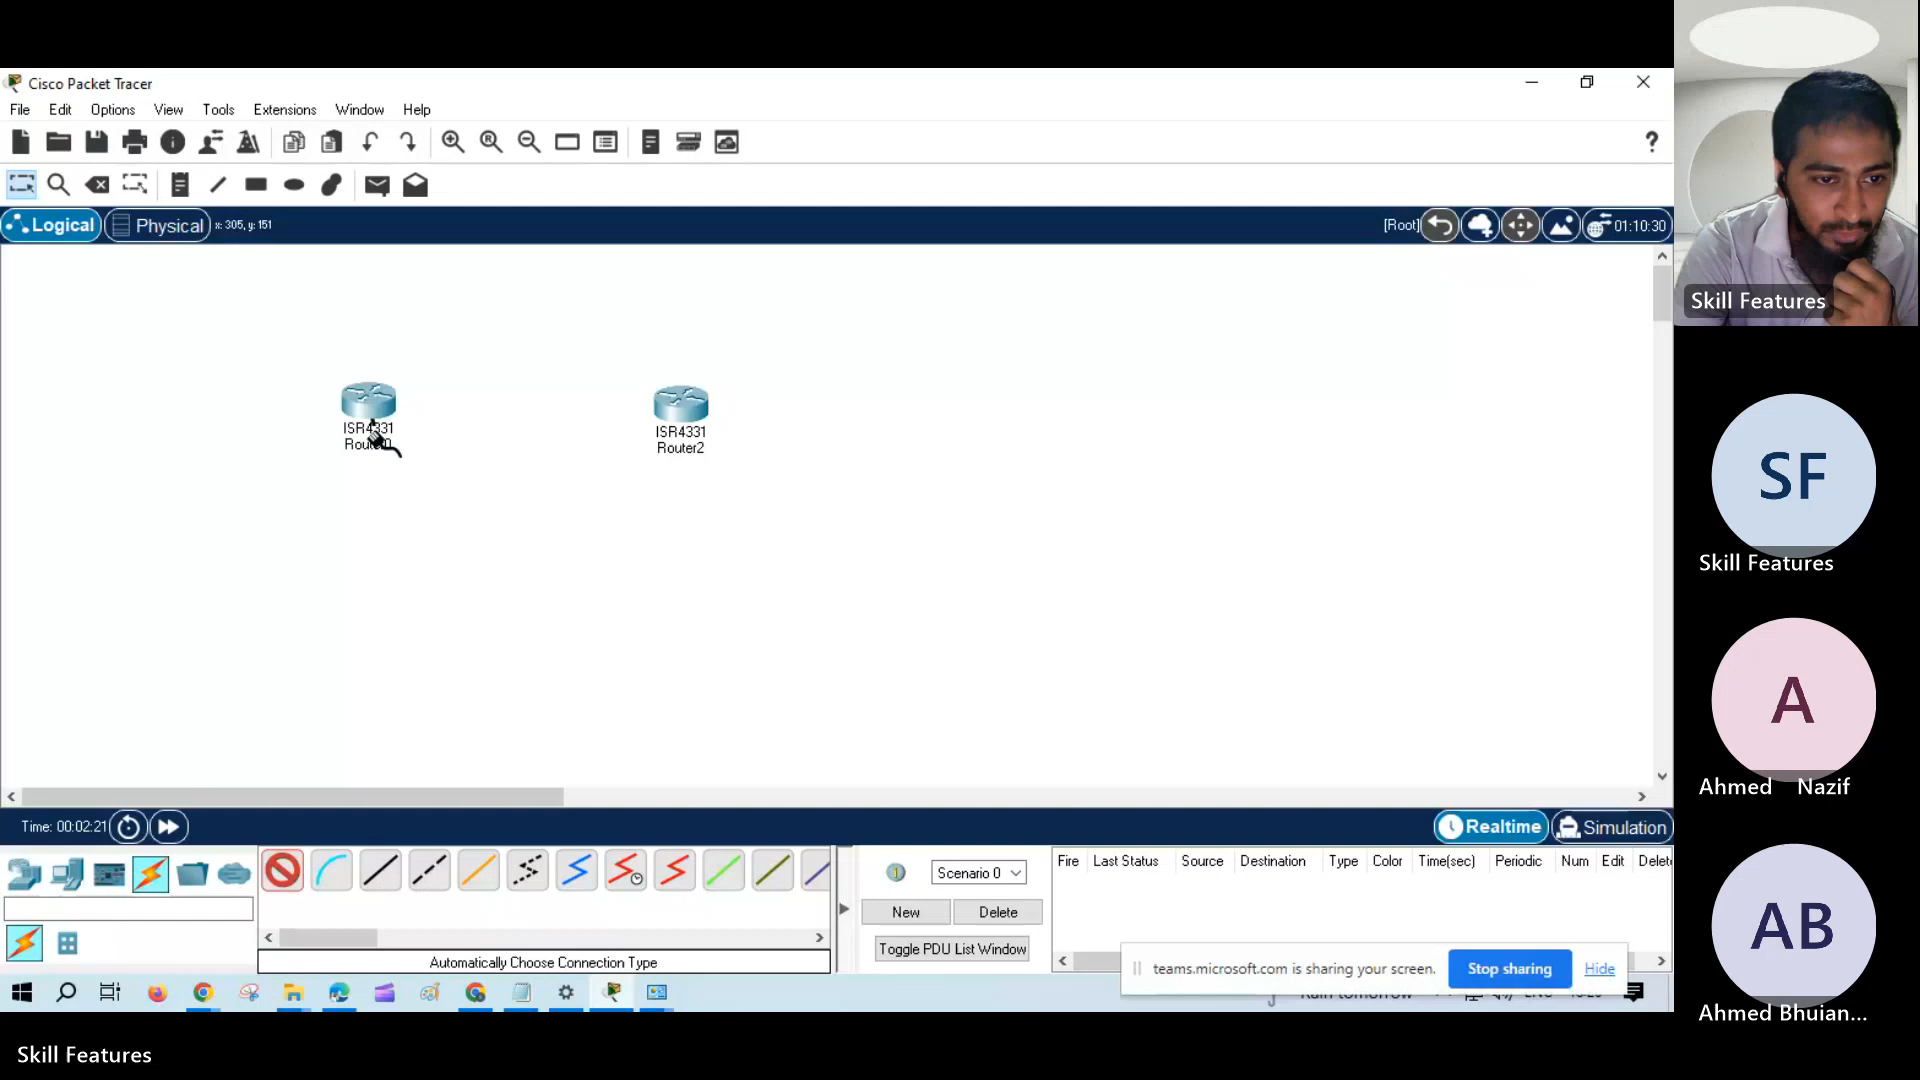 Cisco Packet Tracer
File Edit Options View Tools Extensions Window Help
Logical Physical x: 305, y: 151 [Root] 01:10:30
Skill Features
ISR4331
ISR4331
Router2
SF
Skill Features
A
Ahmed Nazif
Time: 00:02:21 Realtime Simulation
Scenario 0
Fire Last Status Source Destination Type Color Time(sec) Periodic Num Edit
New Delete
Toggle PDU List Window
Automatically Choose Connection Type
teams.microsoft.com is sharing your screen. Stop sharing Hide
AB
Ahmed Bhuian...
Skill Features